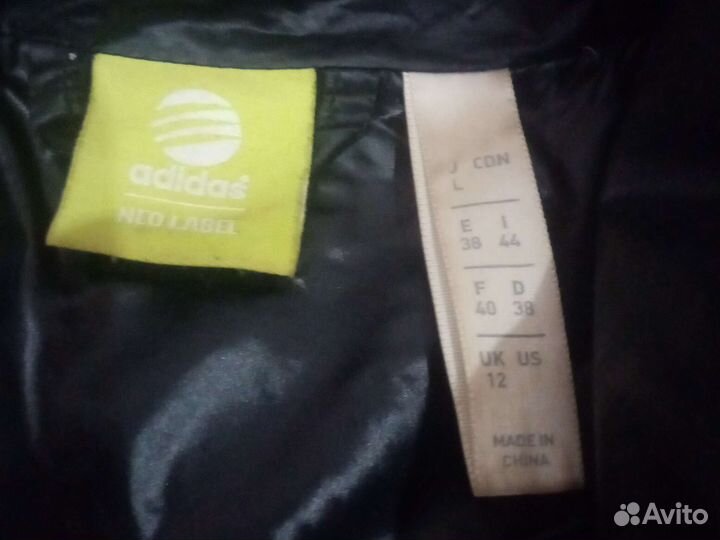 adidas
NEO LABEL
J CDN
L
E I
38 44
F D
40 38
UK US
12
MADE IN
CHINA
Avito